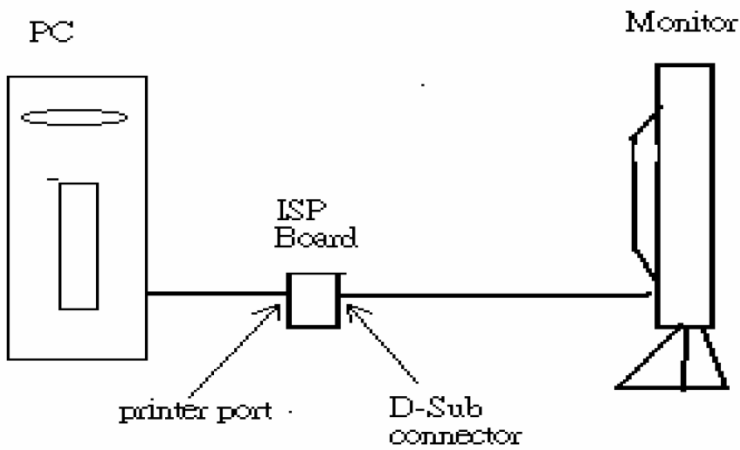 PC
Monitor
ISP
Board
printer port
D-Sub
connector